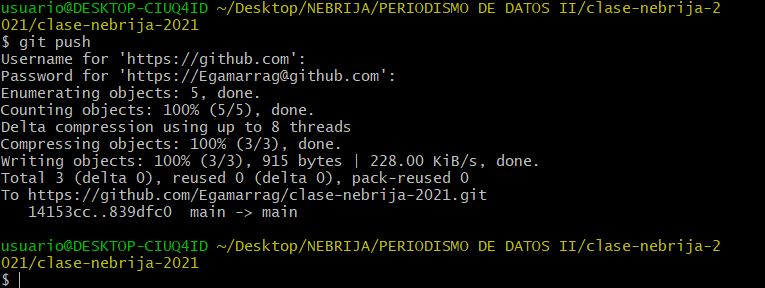 usuario@DESKTOP-CIUQ4ID ~/Desktop/NEBRIJA/PERIODISMO DE DATOS II/clase-nebrija-2
021/clase-nebrija-2021
$ git push
Username for 'https://github.com':
Password for 'https://Egamarrag@github.com':
Enumerating objects: 5, done.
Counting objects: 100% (5/5), done.
Delta compression using up to 8 threads
Compressing objects: 100% (3/3), done.
Writing objects: 100% (3/3), 915 bytes | 228.00 KiB/s, done.
Total 3 (delta 0), reused 0 (delta 0), pack-reused 0
To https://github.com/Egamarrag/clase-nebrija-2021.git
   14153cc..839dfc0  main -> main

usuario@DESKTOP-CIUQ4ID ~/Desktop/NEBRIJA/PERIODISMO DE DATOS II/clase-nebrija-2
021/clase-nebrija-2021
$